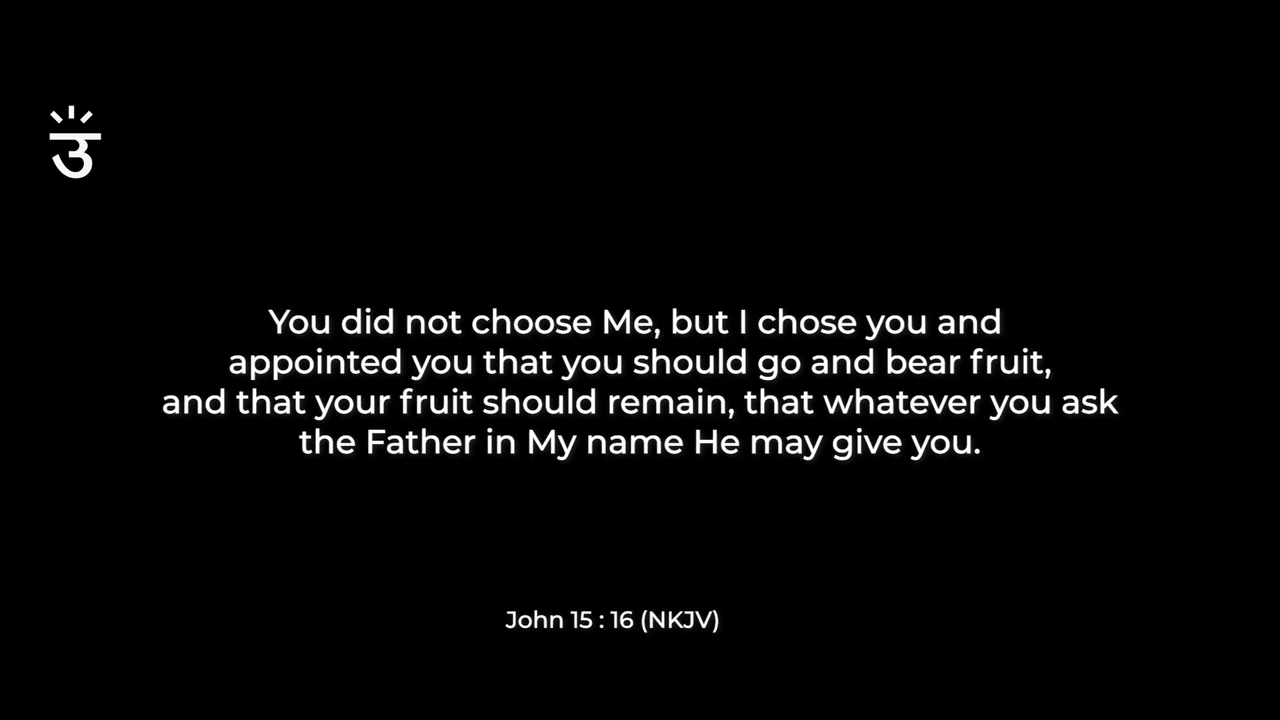 उ
You did not choose Me, but I chose you and
appointed you that you should go and bear fruit,
and that your fruit should remain, that whatever you ask
the Father in My name He may give you.
John 15 : 16 (NKJV)